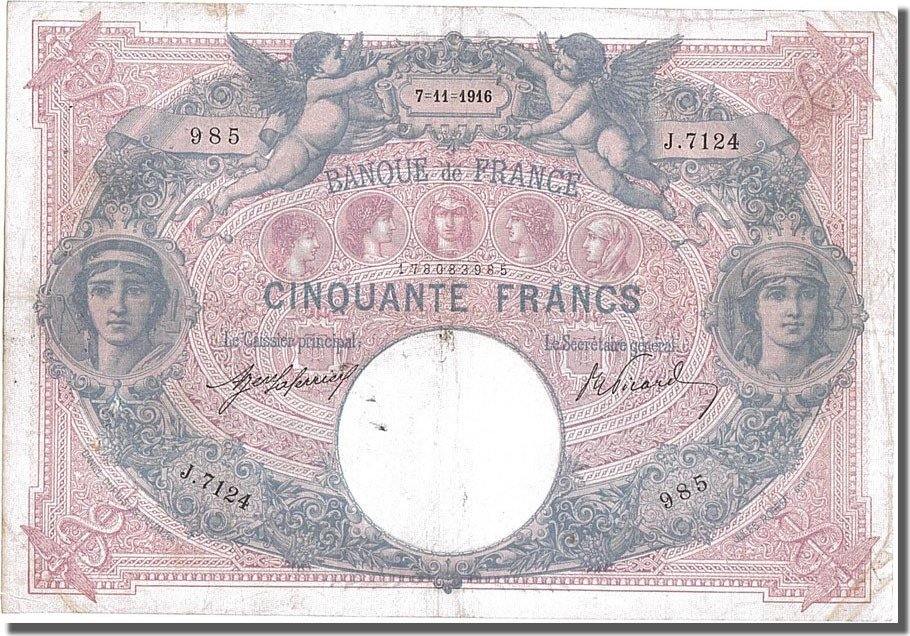 7=11=1916
985
J.7124
BANQUE de FRANCE
178083985
CINQUANTE FRANCS
Le Caissier principal,
Le Secrétaire général,
J.7124
985